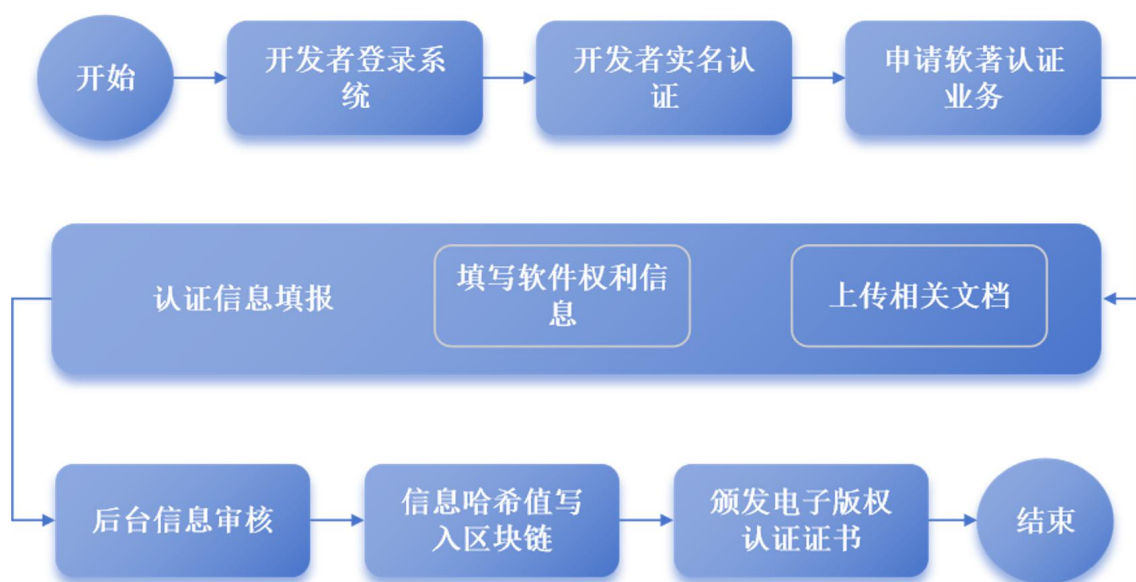 开始
开发者登录系
统
开发者实名认
证
申请软著认证
业务
认证信息填报
填写软件权利信
息
上传相关文档
后台信息审核
信息哈希值写
入区块链
颁发电子版权
认证证书
结束